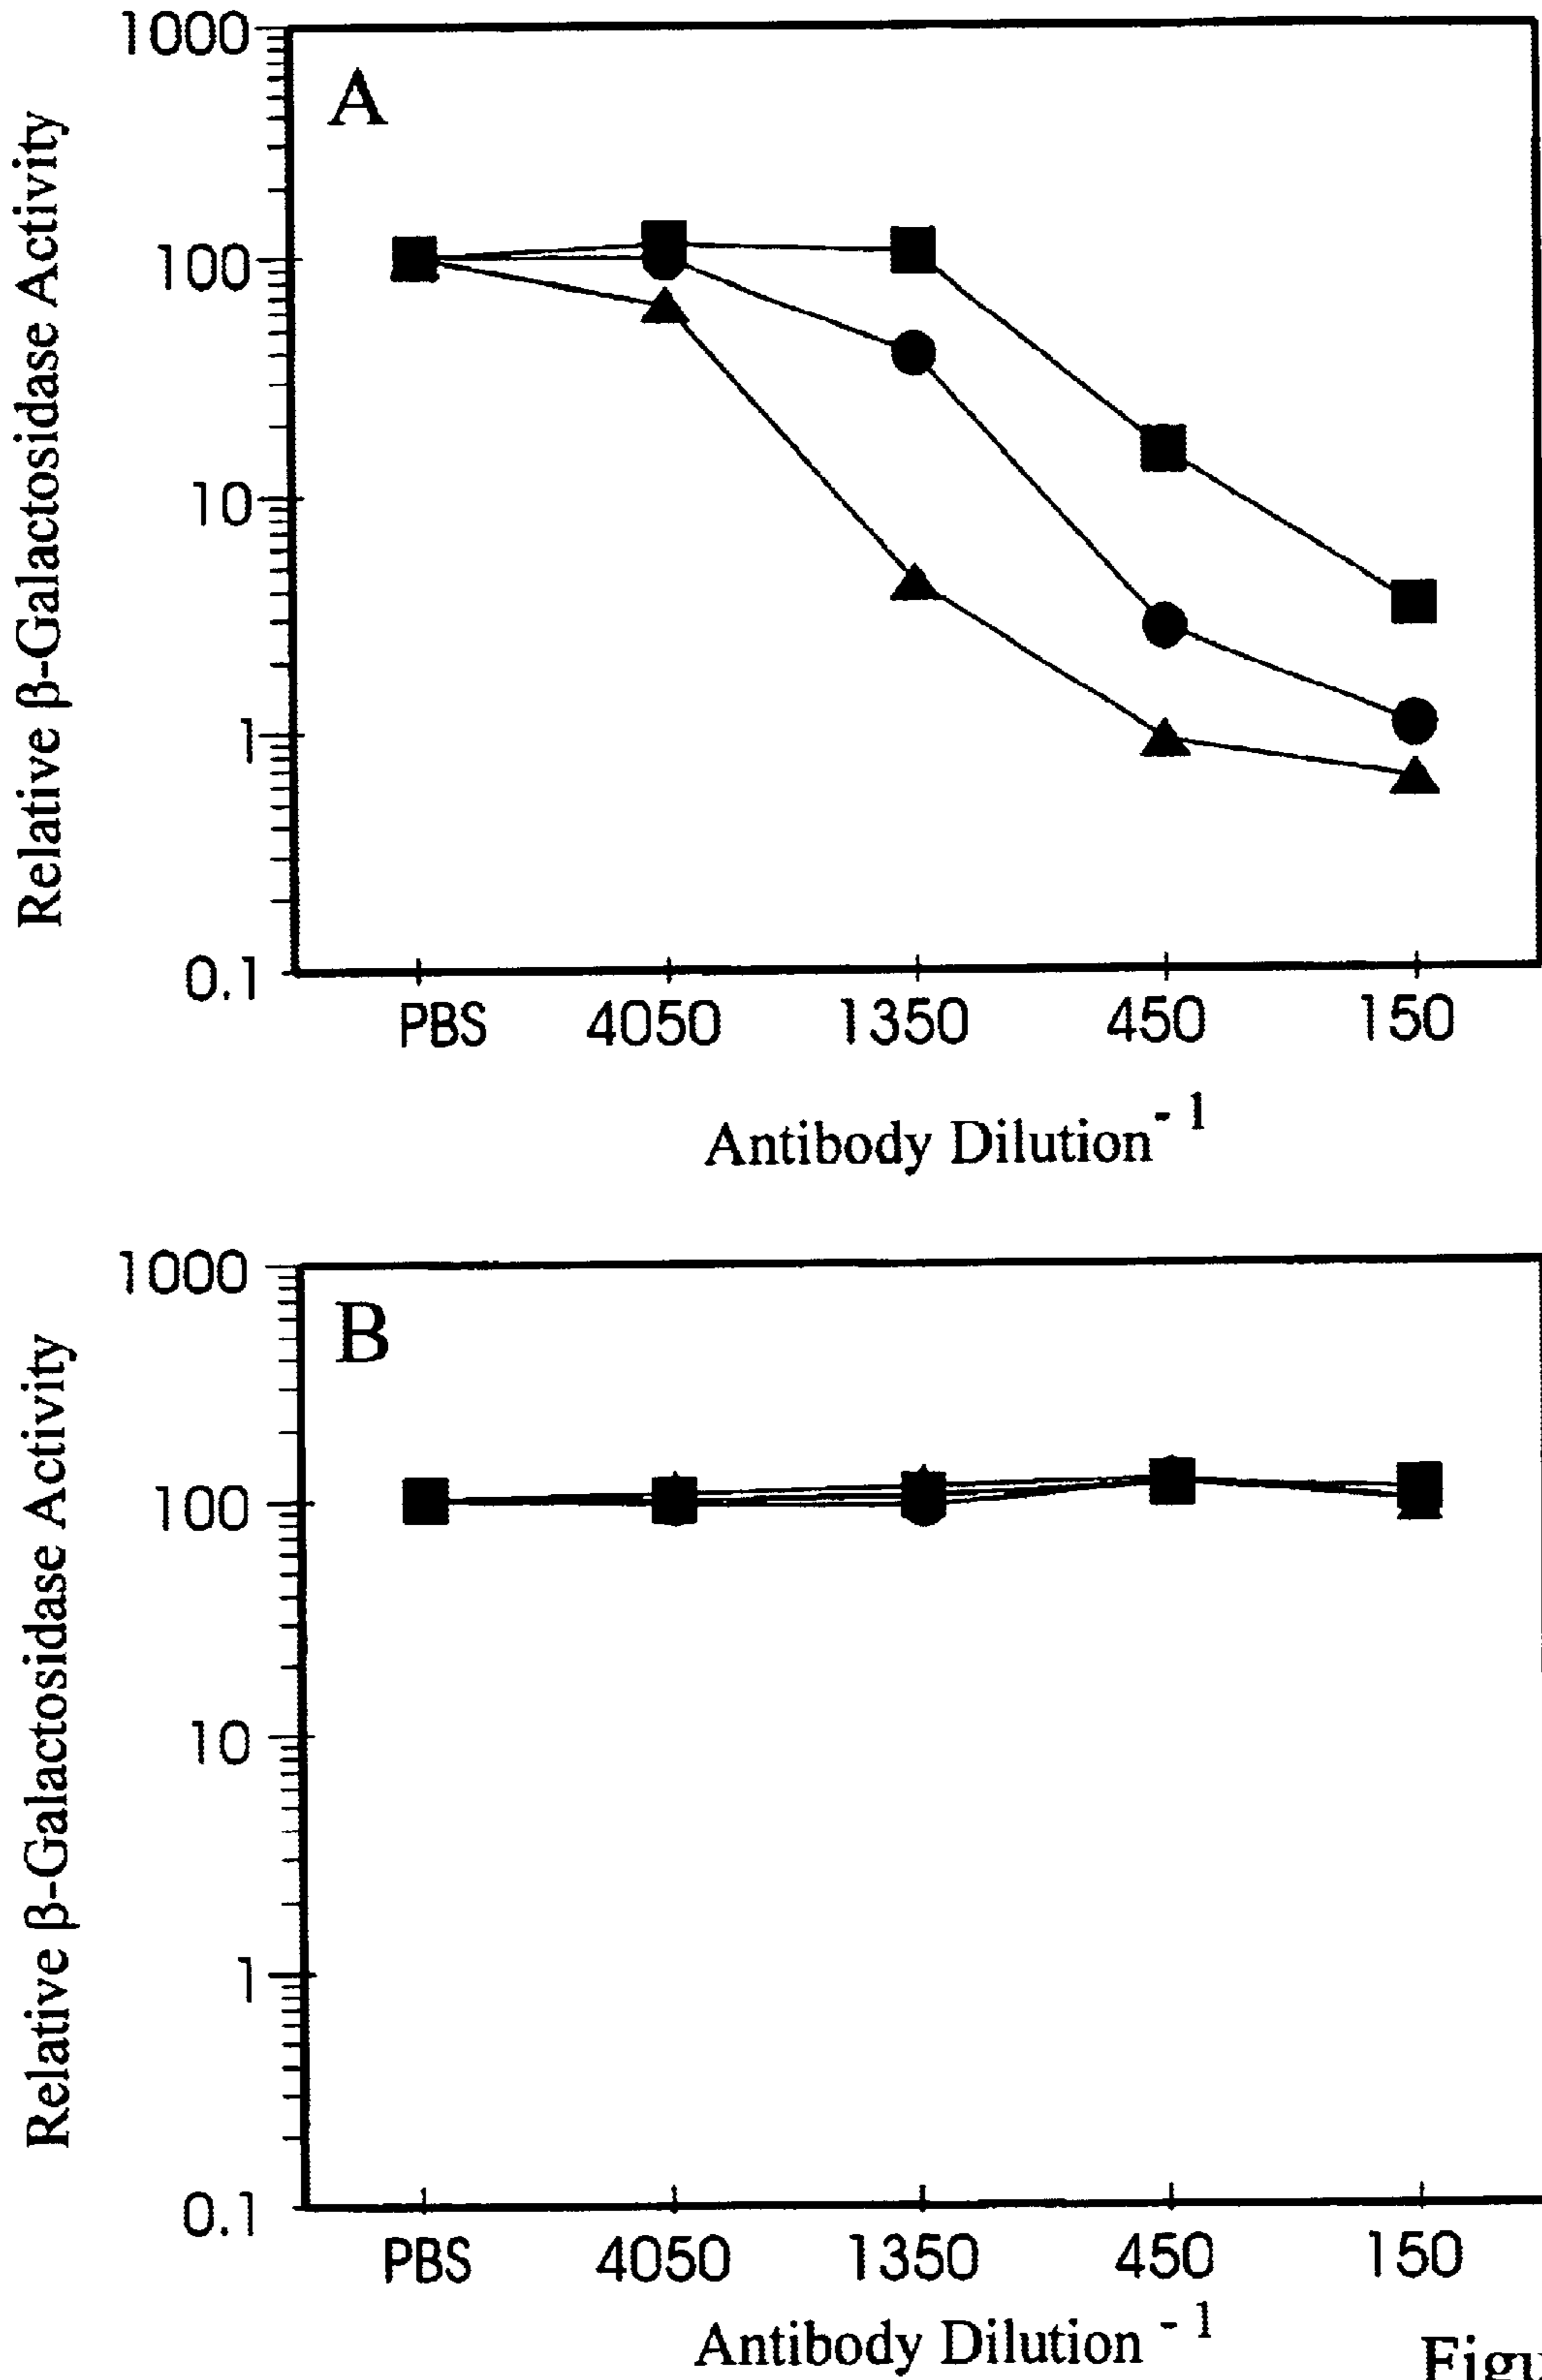 1000
A
100
10
1
0.1
Relative β-Galactosidase Activity
PBS 4050 1350 450 150
Antibody Dilution⁻¹
1000
B
100
10
1
0.1
Relative β-Galactosidase Activity
PBS 4050 1350 450 150
Antibody Dilution⁻¹